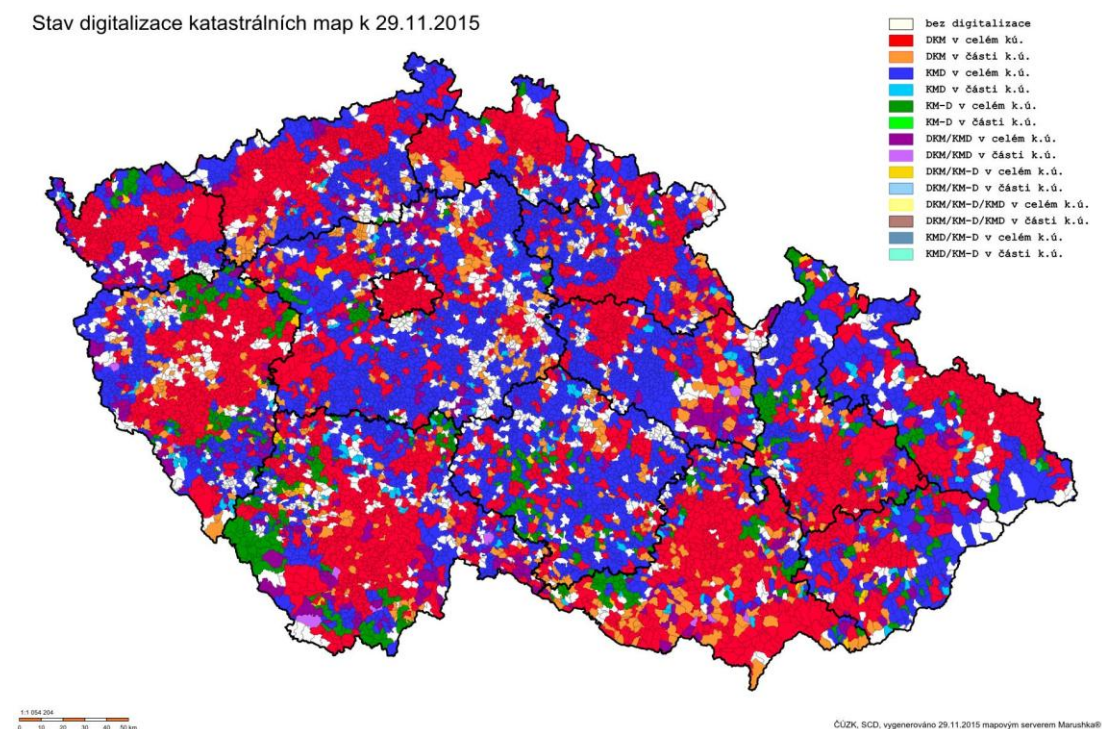 Stav digitalizace katastrálních map k 29.11.2015
bez digitalizace
DKM v celém kú.
DKM v části k.ú.
KMD v celém k.ú.
KMD v části k.ú.
KM-D v celém k.ú.
KM-D v části k.ú.
DKM/KMD v celém k.ú.
DKM/KMD v části k.ú.
DKM/KM-D v celém k.ú.
DKM/KM-D v části k.ú.
DKM/KM-D/KMD v celém k.ú.
DKM/KM-D/KMD v části k.ú.
KMD/KM-D v celém k.ú.
KMD/KM-D v části k.ú.
1:1 054 204
0 10 20 30 40 50 km
ČÚZK, SCD, vygenerováno 29.11.2015 mapovým serverem Marushka®